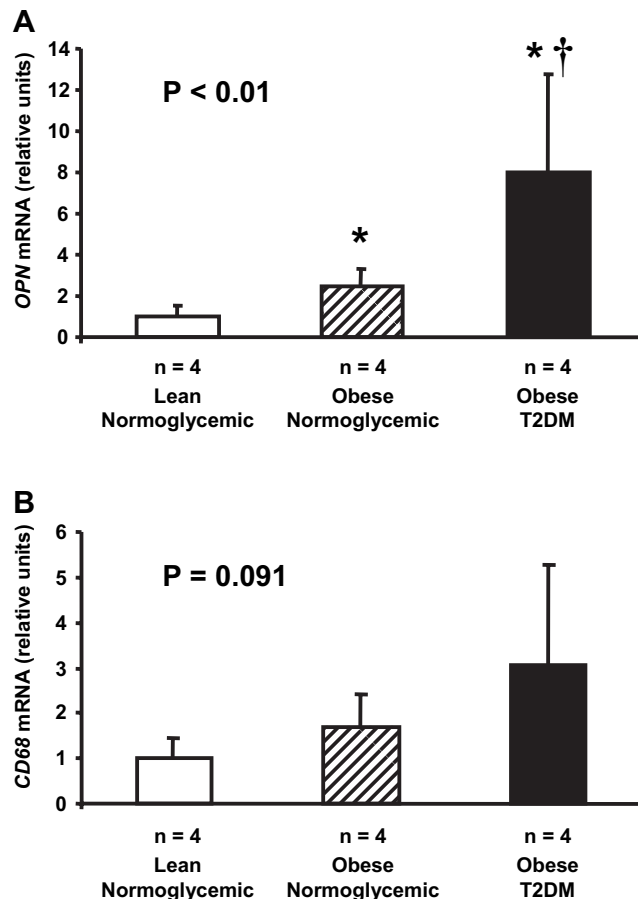 A
OPN mRNA (relative units)
14
12
10
8
6
4
2
0
P < 0.01
*
* †
n = 4 n = 4 n = 4
Lean Obese Obese
Normoglycemic Normoglycemic T2DM
B
CD68 mRNA (relative units)
6
5
4
3
2
1
0
P = 0.091
n = 4 n = 4 n = 4
Lean Obese Obese
Normoglycemic Normoglycemic T2DM